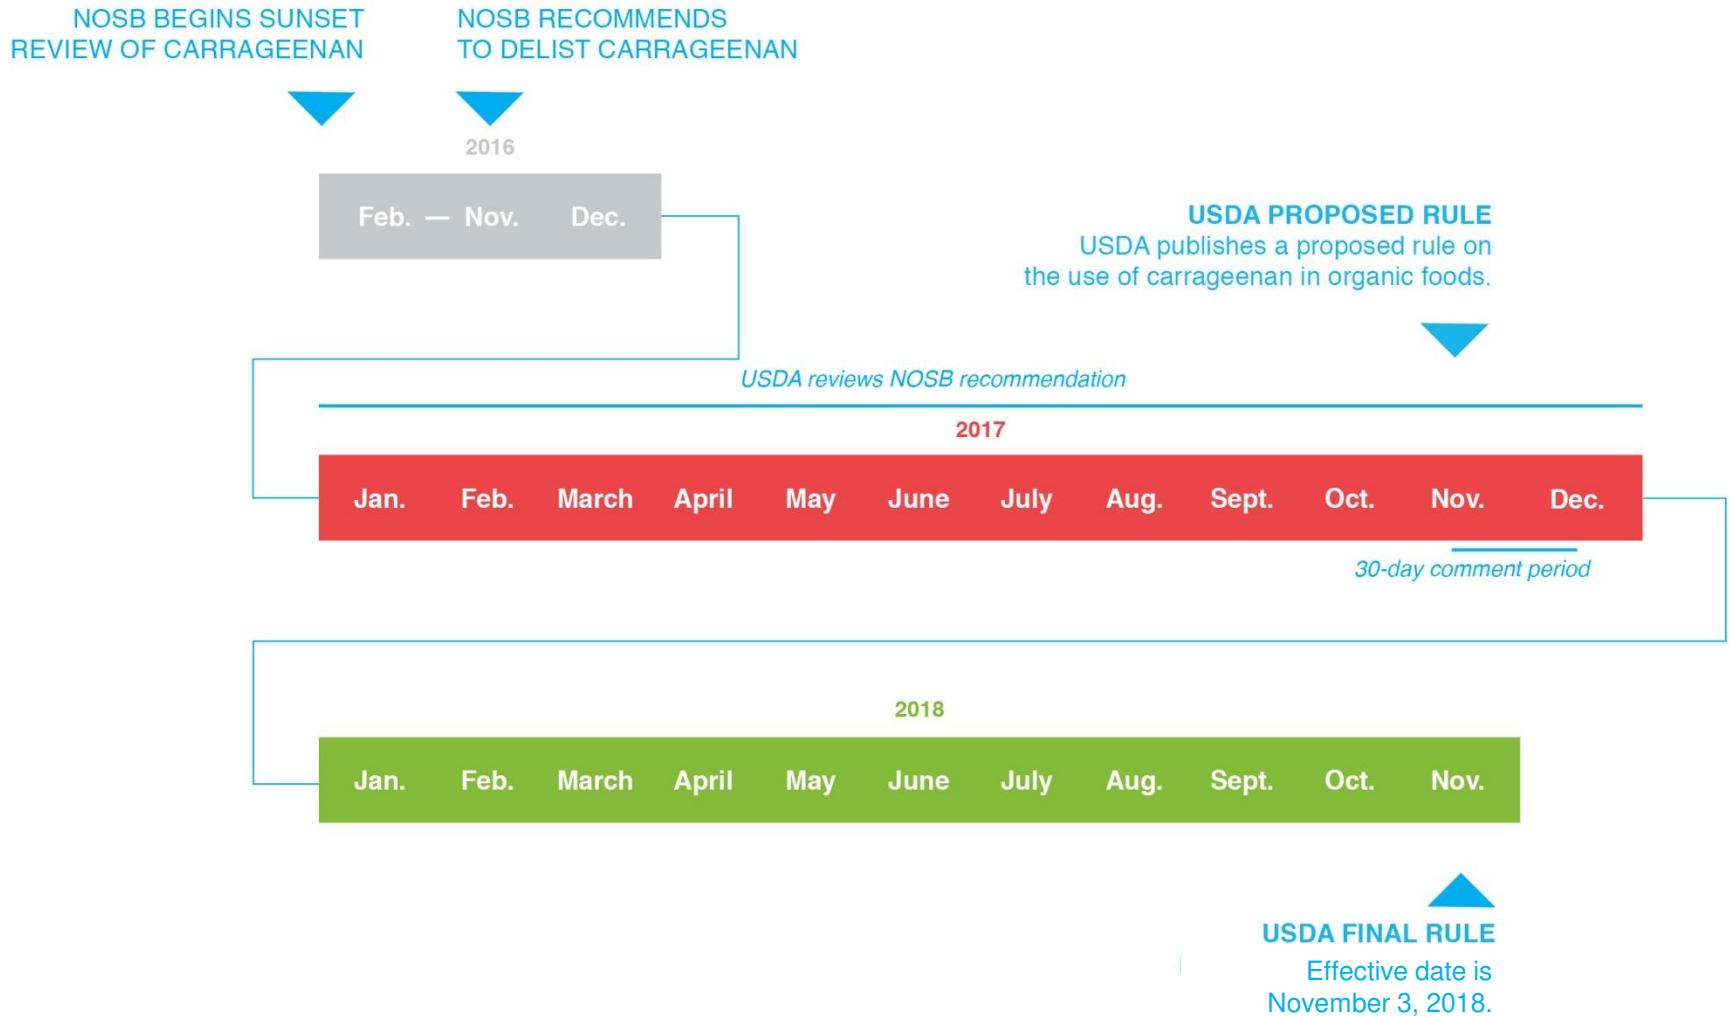 NOSB BEGINS SUNSET
REVIEW OF CARRAGEENAN
NOSB RECOMMENDS
TO DELIST CARRAGEENAN
2016
Feb. — Nov. Dec.
USDA PROPOSED RULE
USDA publishes a proposed rule on
the use of carrageenan in organic foods.
USDA reviews NOSB recommendation
2017
Jan. Feb. March April May June July Aug. Sept. Oct. Nov. Dec.
30-day comment period
2018
Jan. Feb. March April May June July Aug. Sept. Oct. Nov.
USDA FINAL RULE
Effective date is
November 3, 2018.